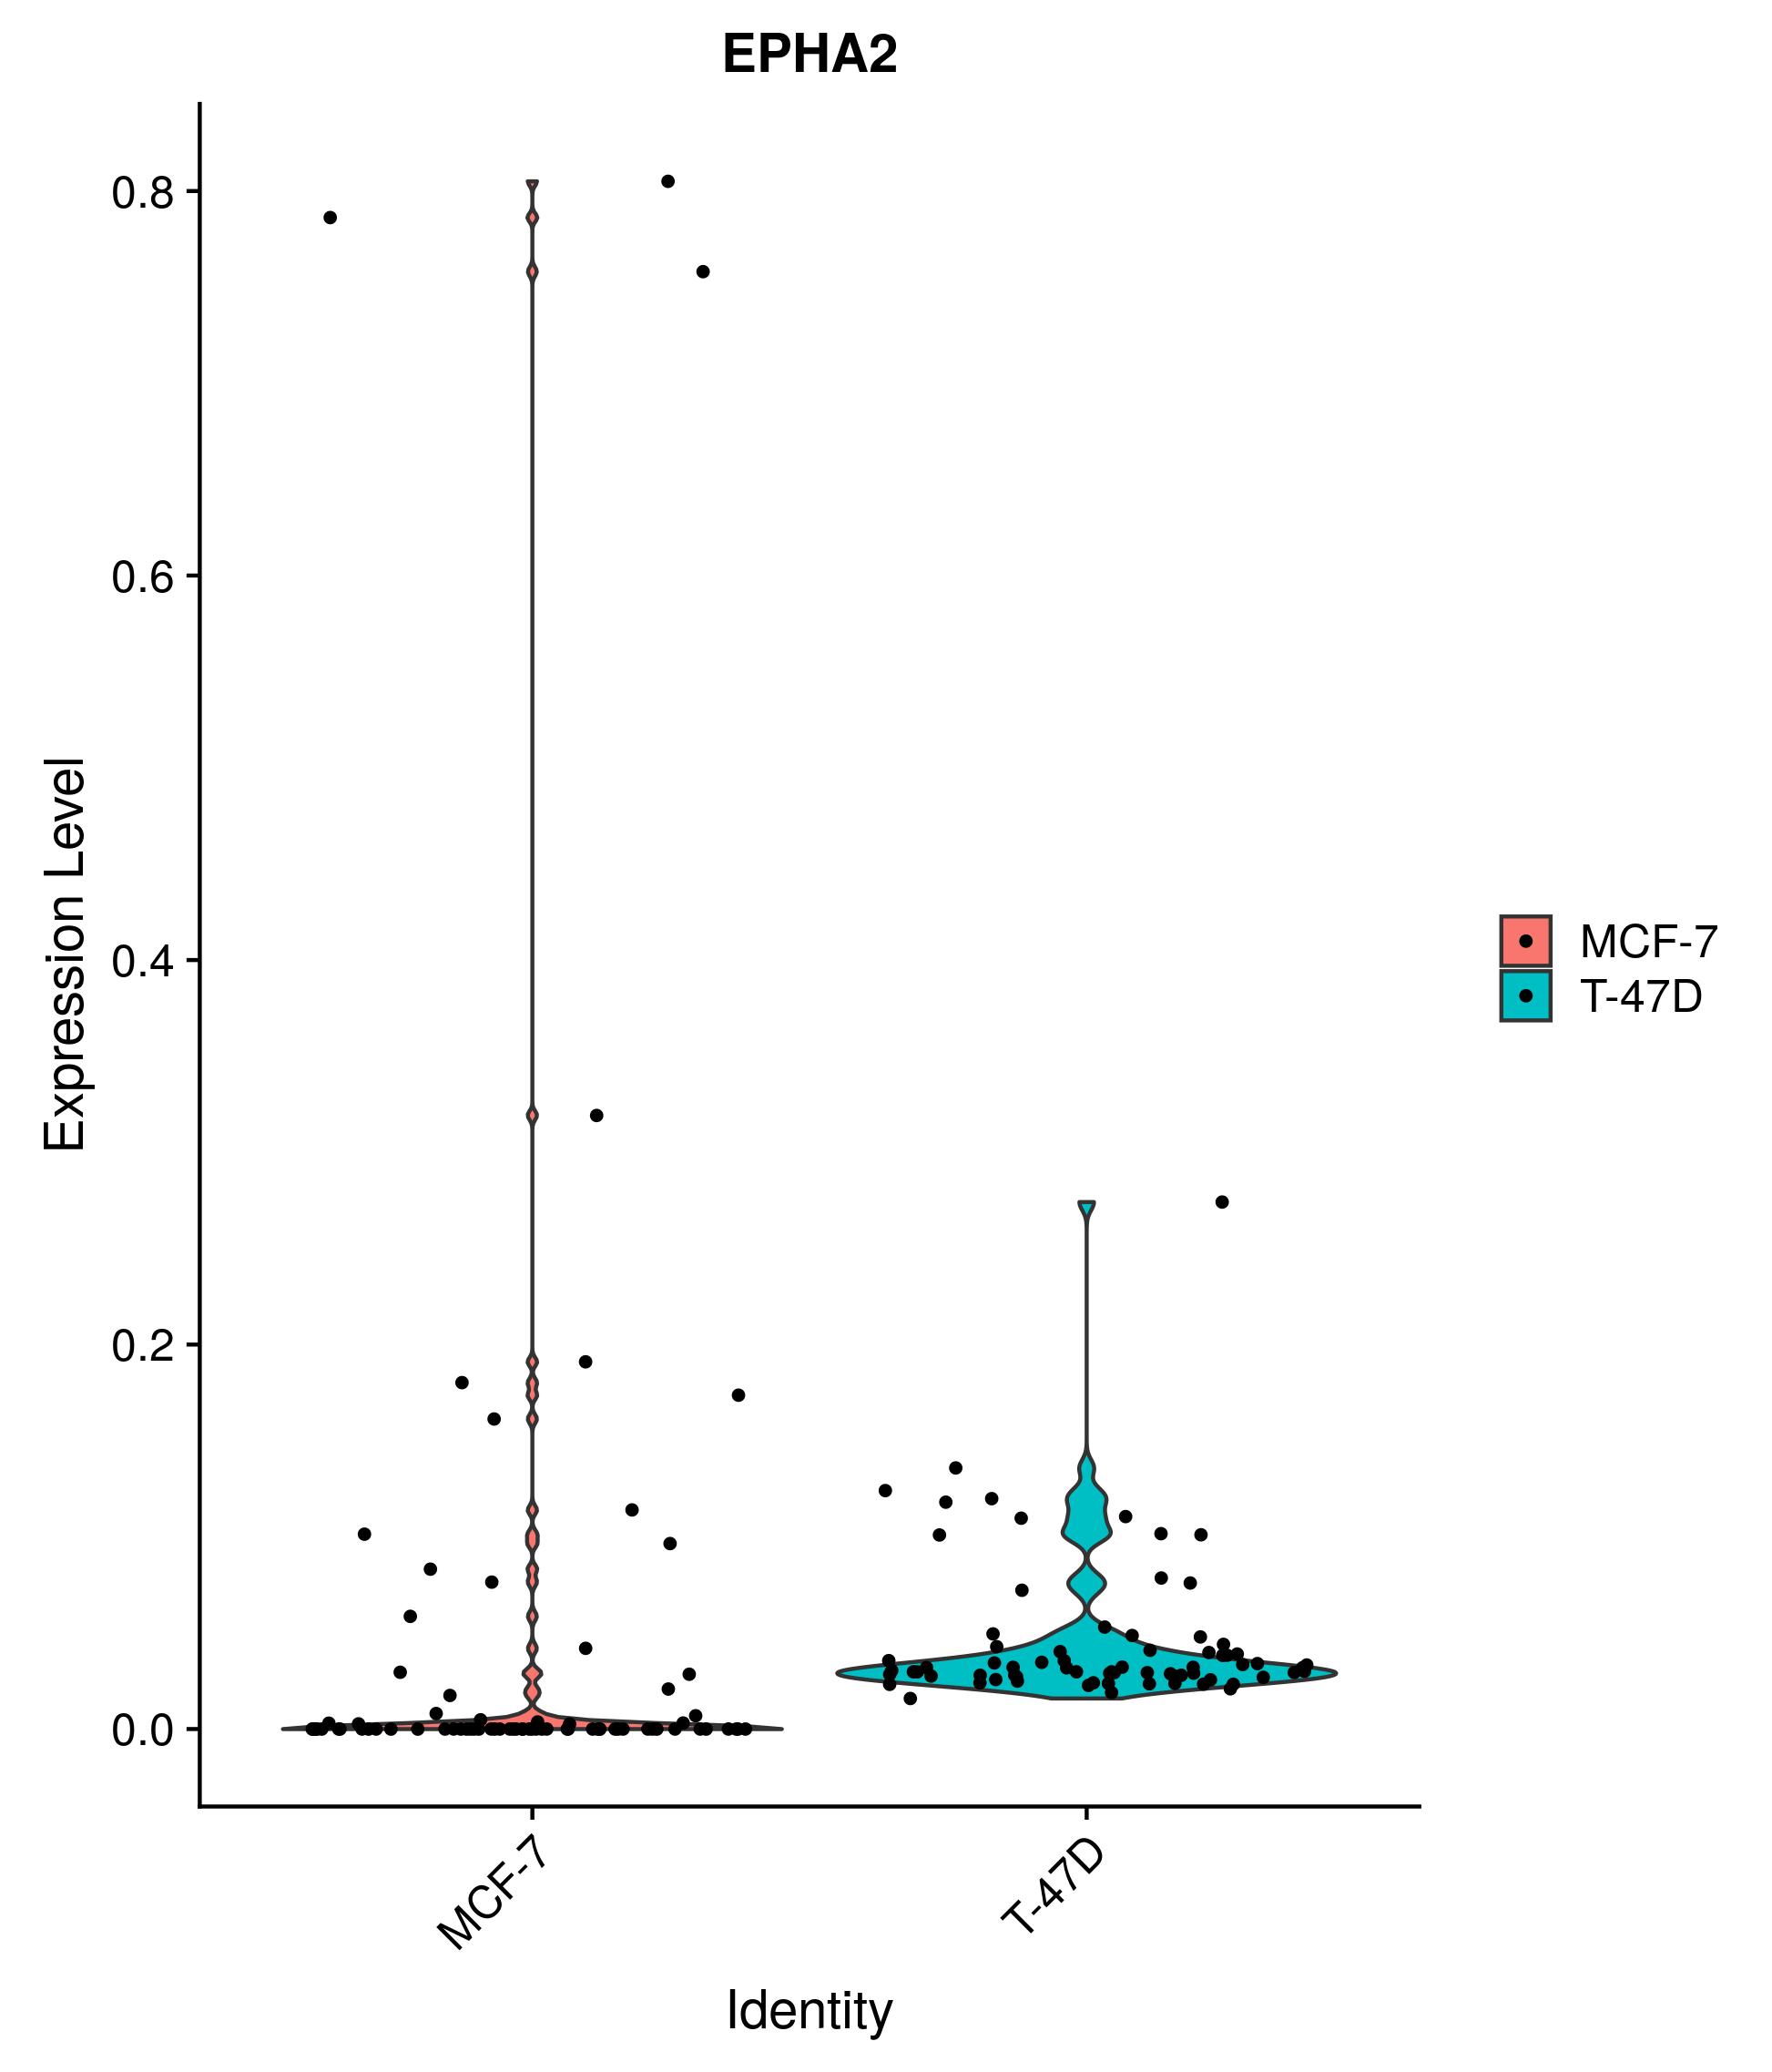 EPHA2
Expression Level
0.8
0.6
0.4
0.2
0.0
MCF-7
T-47D
Identity
MCF-7
T-47D